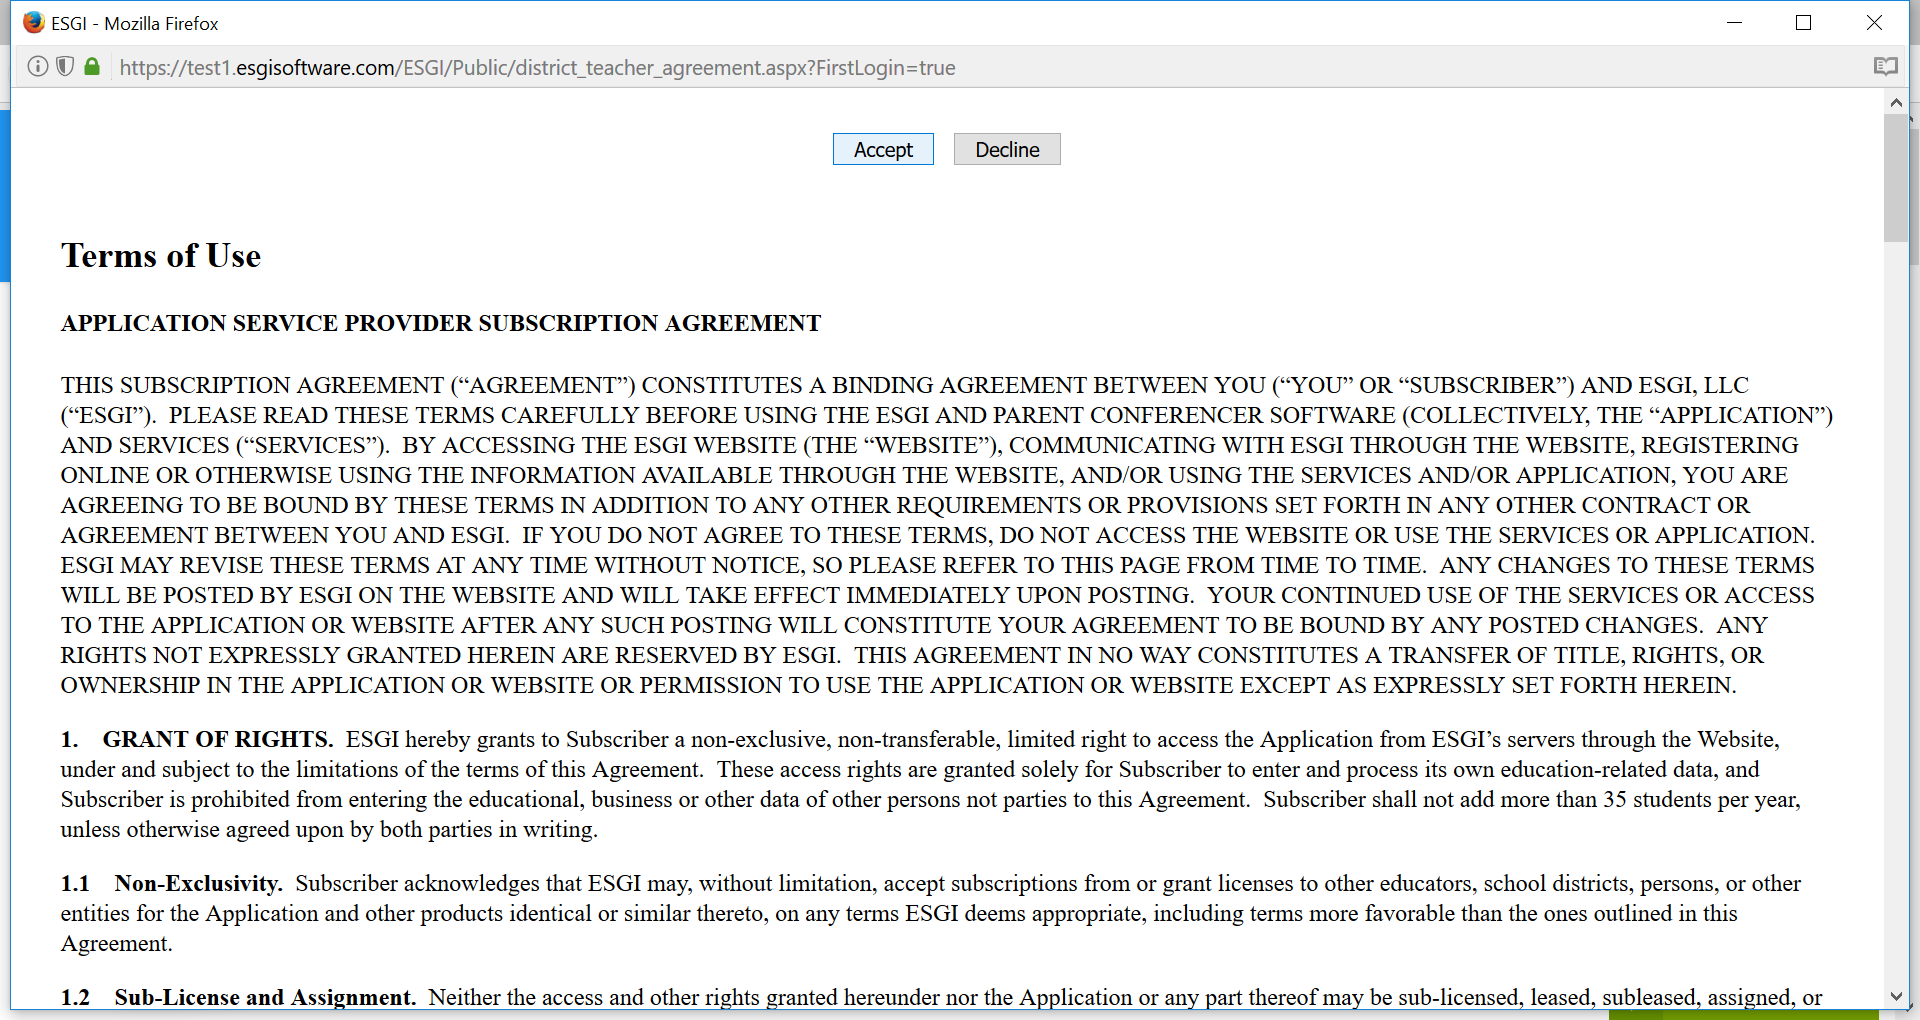 ESGI - Mozilla Firefox
https://test1.esgisoftware.com/ESGI/Public/district_teacher_agreement.aspx?FirstLogin=true
Accept Decline
Terms of Use
APPLICATION SERVICE PROVIDER SUBSCRIPTION AGREEMENT
THIS SUBSCRIPTION AGREEMENT (“AGREEMENT”) CONSTITUTES A BINDING AGREEMENT BETWEEN YOU (“YOU” OR “SUBSCRIBER”) AND ESGI, LLC
(“ESGI”).  PLEASE READ THESE TERMS CAREFULLY BEFORE USING THE ESGI AND PARENT CONFERENCER SOFTWARE (COLLECTIVELY, THE “APPLICATION”)
AND SERVICES (“SERVICES”).  BY ACCESSING THE ESGI WEBSITE (THE “WEBSITE”), COMMUNICATING WITH ESGI THROUGH THE WEBSITE, REGISTERING
ONLINE OR OTHERWISE USING THE INFORMATION AVAILABLE THROUGH THE WEBSITE, AND/OR USING THE SERVICES AND/OR APPLICATION, YOU ARE
AGREEING TO BE BOUND BY THESE TERMS IN ADDITION TO ANY OTHER REQUIREMENTS OR PROVISIONS SET FORTH IN ANY OTHER CONTRACT OR
AGREEMENT BETWEEN YOU AND ESGI.  IF YOU DO NOT AGREE TO THESE TERMS, DO NOT ACCESS THE WEBSITE OR USE THE SERVICES OR APPLICATION.
ESGI MAY REVISE THESE TERMS AT ANY TIME WITHOUT NOTICE, SO PLEASE REFER TO THIS PAGE FROM TIME TO TIME.  ANY CHANGES TO THESE TERMS
WILL BE POSTED BY ESGI ON THE WEBSITE AND WILL TAKE EFFECT IMMEDIATELY UPON POSTING.  YOUR CONTINUED USE OF THE SERVICES OR ACCESS
TO THE APPLICATION OR WEBSITE AFTER ANY SUCH POSTING WILL CONSTITUTE YOUR AGREEMENT TO BE BOUND BY ANY POSTED CHANGES.  ANY
RIGHTS NOT EXPRESSLY GRANTED HEREIN ARE RESERVED BY ESGI.  THIS AGREEMENT IN NO WAY CONSTITUTES A TRANSFER OF TITLE, RIGHTS, OR
OWNERSHIP IN THE APPLICATION OR WEBSITE OR PERMISSION TO USE THE APPLICATION OR WEBSITE EXCEPT AS EXPRESSLY SET FORTH HEREIN.
1.    GRANT OF RIGHTS.  ESGI hereby grants to Subscriber a non-exclusive, non-transferable, limited right to access the Application from ESGI’s servers through the Website,
under and subject to the limitations of the terms of this Agreement.  These access rights are granted solely for Subscriber to enter and process its own education-related data, and
Subscriber is prohibited from entering the educational, business or other data of other persons not parties to this Agreement.  Subscriber shall not add more than 35 students per year,
unless otherwise agreed upon by both parties in writing.
1.1    Non-Exclusivity.  Subscriber acknowledges that ESGI may, without limitation, accept subscriptions from or grant licenses to other educators, school districts, persons, or other
entities for the Application and other products identical or similar thereto, on any terms ESGI deems appropriate, including terms more favorable than the ones outlined in this
Agreement.
1.2    Sub-License and Assignment.  Neither the access and other rights granted hereunder nor the Application or any part thereof may be sub-licensed, leased, subleased, assigned, or